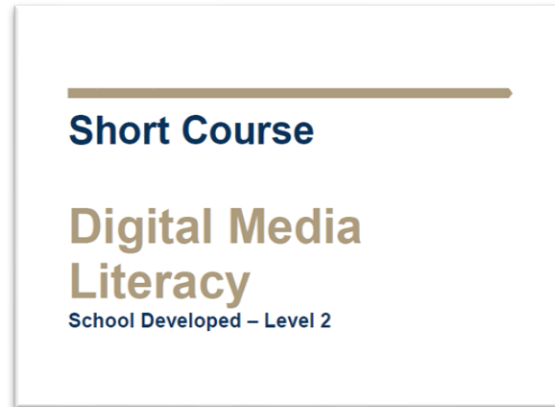 Short Course
Digital Media
Literacy
School Developed – Level 2